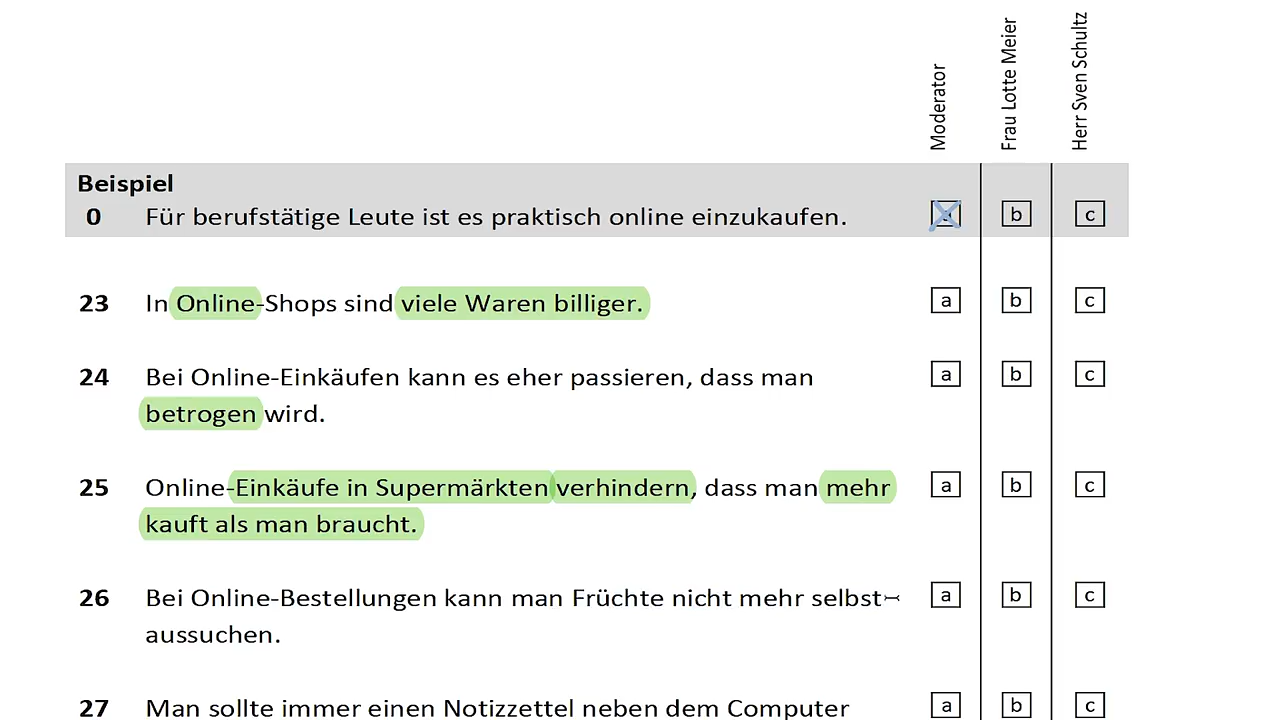 Moderator
Frau Lotte Meier
Herr Sven Schultz
Beispiel
0 Für berufstätige Leute ist es praktisch online einzukaufen. a b c
23 In Online-Shops sind viele Waren billiger. a b c
24 Bei Online-Einkäufen kann es eher passieren, dass man a b c
betrogen wird.
25 Online-Einkäufe in Supermärkten verhindern, dass man mehr a b c
kauft als man braucht.
26 Bei Online-Bestellungen kann man Früchte nicht mehr selbst a b c
aussuchen.
27 Man sollte immer einen Notizzettel neben dem Computer a b c